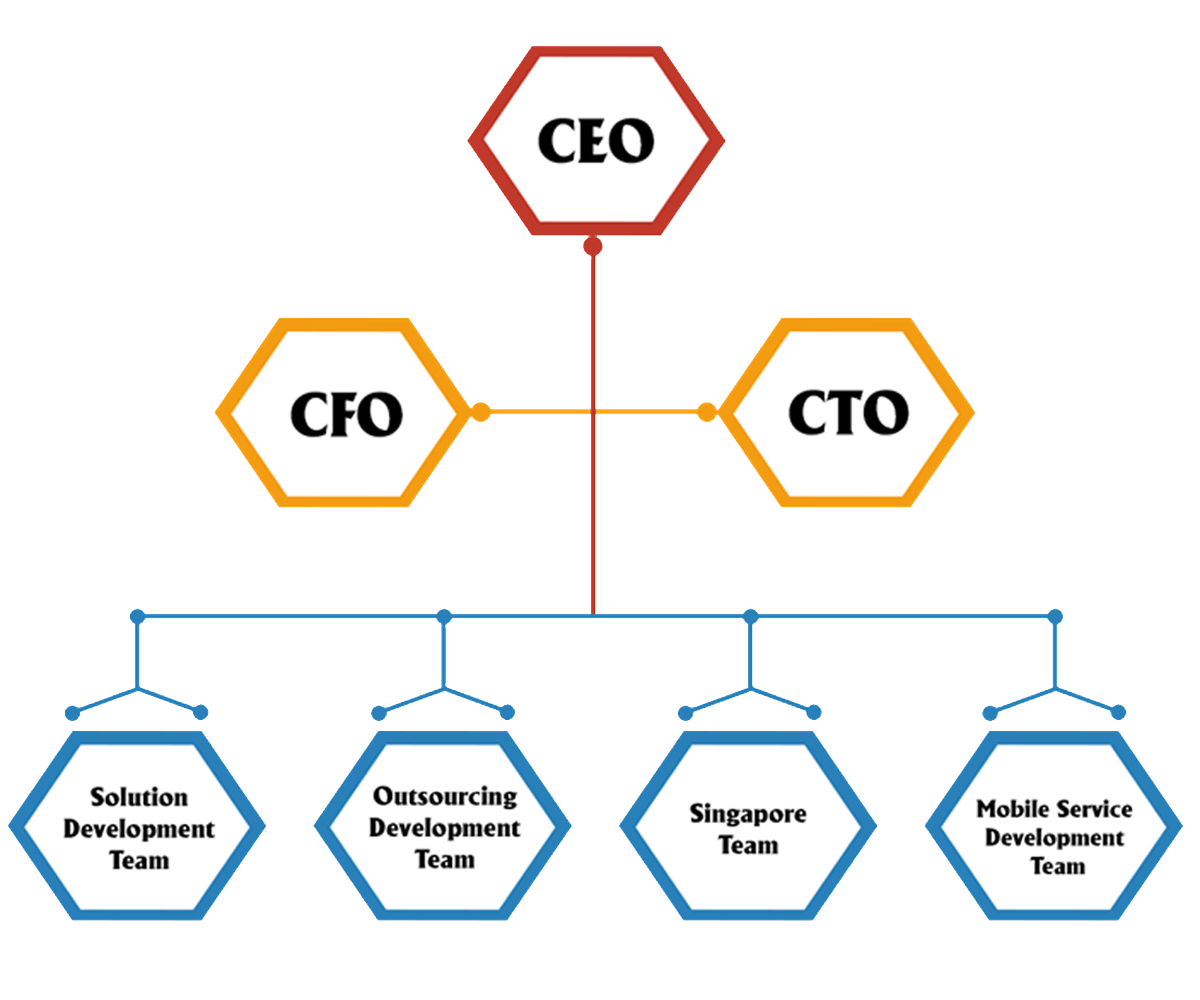 CEO
CFO
CTO
Solution
Development
Team
Outsourcing
Development
Team
Singapore
Team
Mobile Service
Development
Team